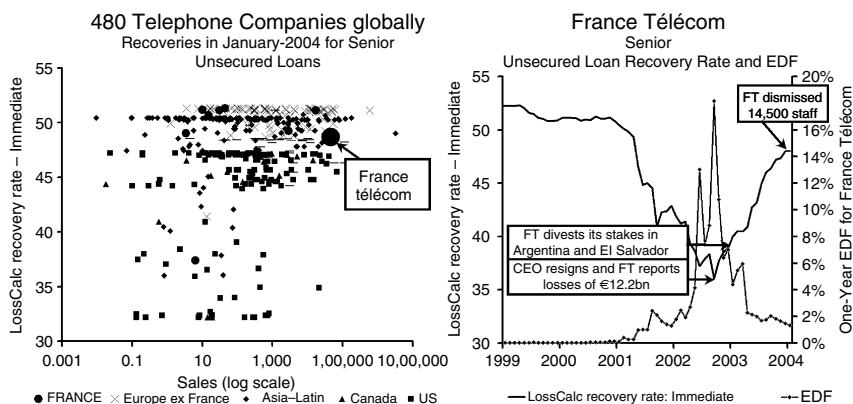 480 Telephone Companies globally
Recoveries in January-2004 for Senior
Unsecured Loans
LossCalc recovery rate – Immediate
55
50
45
40
35
30
France
télécom
0.001
0.1
10
1,000
1,00,000
10,00,000
Sales (log scale)
FRANCE
Europe ex France
Asia–Latin
Canada
US
France Télécom
Senior
Unsecured Loan Recovery Rate and EDF
LossCalc recovery rate – Immediate
55
50
45
40
35
30
20%
16%
14%
12%
10%
8%
6%
4%
2%
0%
One-Year EDF for France Télécom
FT dismissed
14,500 staff
FT divests its stakes in
Argentina and El Salvador
CEO resigns and FT reports
losses of €12.2bn
1999
2000
2001
2002
2003
2004
LossCalc recovery rate: Immediate
EDF